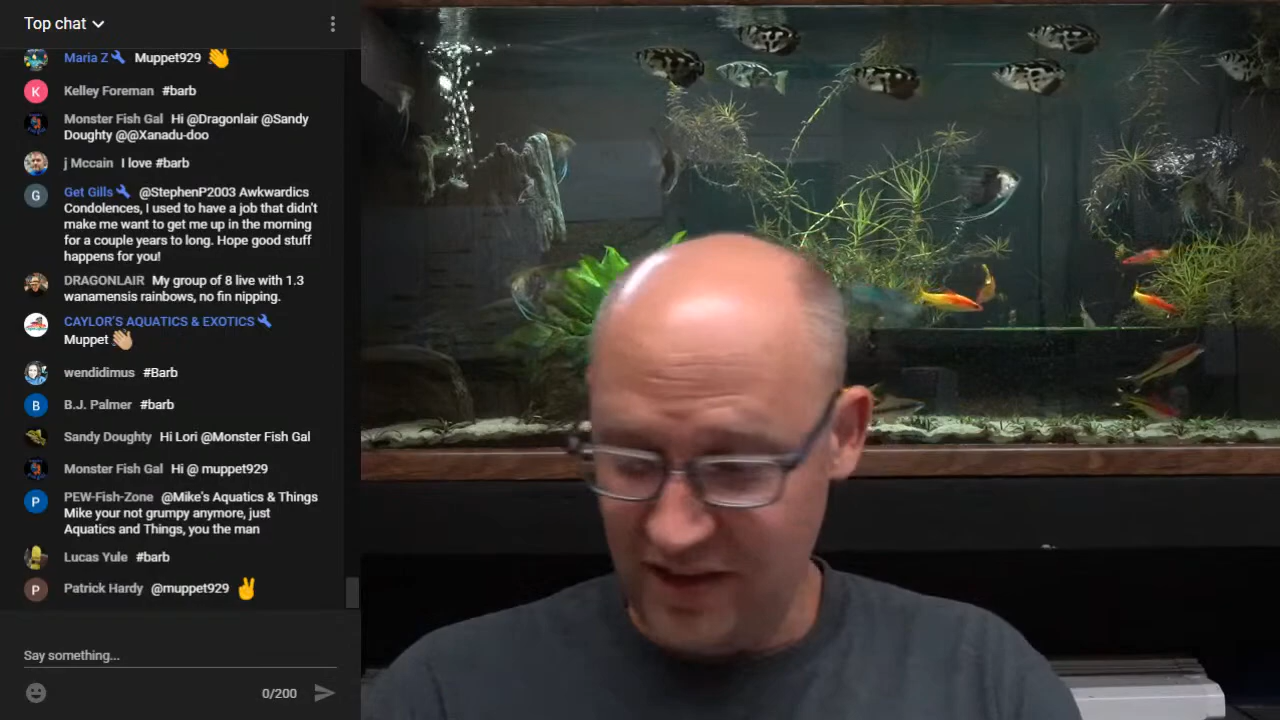 Top chat
Maria Z Muppet929 👋
K Kelley Foreman #barb
Monster Fish Gal Hi @Dragonlair @Sandy
Doughty @@Xanadu-doo
j Mccain I love #barb
G Get Gills @StephenP2003 Awkwardics
Condolences, I used to have a job that didn't
make me want to get me up in the morning
for a couple years to long. Hope good stuff
happens for you!
DRAGONLAIR My group of 8 live with 1.3
wanamensis rainbows, no fin nipping.
CAYLOR'S AQUATICS & EXOTICS
Muppet 👋🏼
wendidimus #Barb
B B.J. Palmer #barb
Sandy Doughty Hi Lori @Monster Fish Gal
Monster Fish Gal Hi @ muppet929
P PEW-Fish-Zone @Mike's Aquatics & Things
Mike your not grumpy anymore, just
Aquatics and Things, you the man
Lucas Yule #barb
P Patrick Hardy @muppet929 ✌
Say something...
0/200